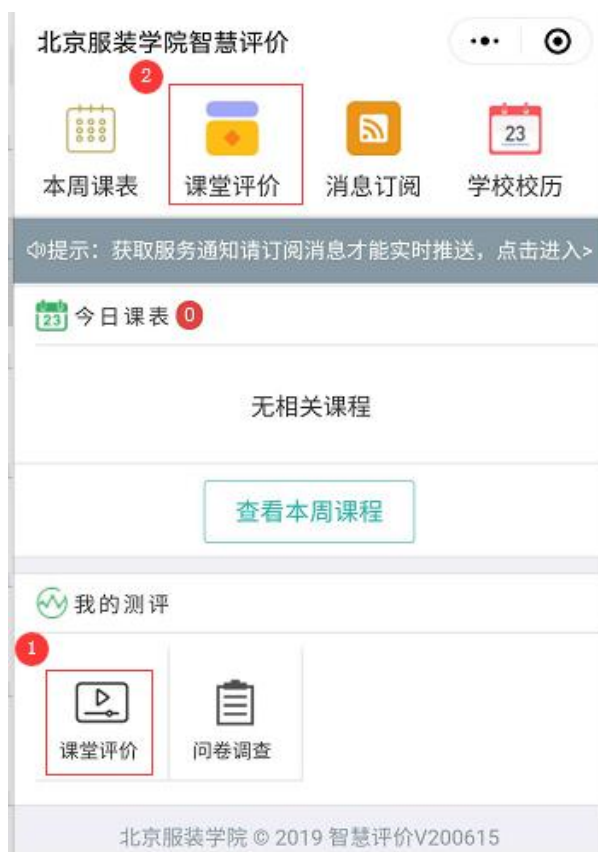 北京服装学院智慧评价
2
23
本周课表 课堂评价 消息订阅 学校校历
提示：获取服务通知请订阅消息才能实时推送，点击进入>
23 今日课表 0
无相关课程
查看本周课程
我的测评
1
课堂评价 问卷调查
北京服装学院 © 2019 智慧评价V200615